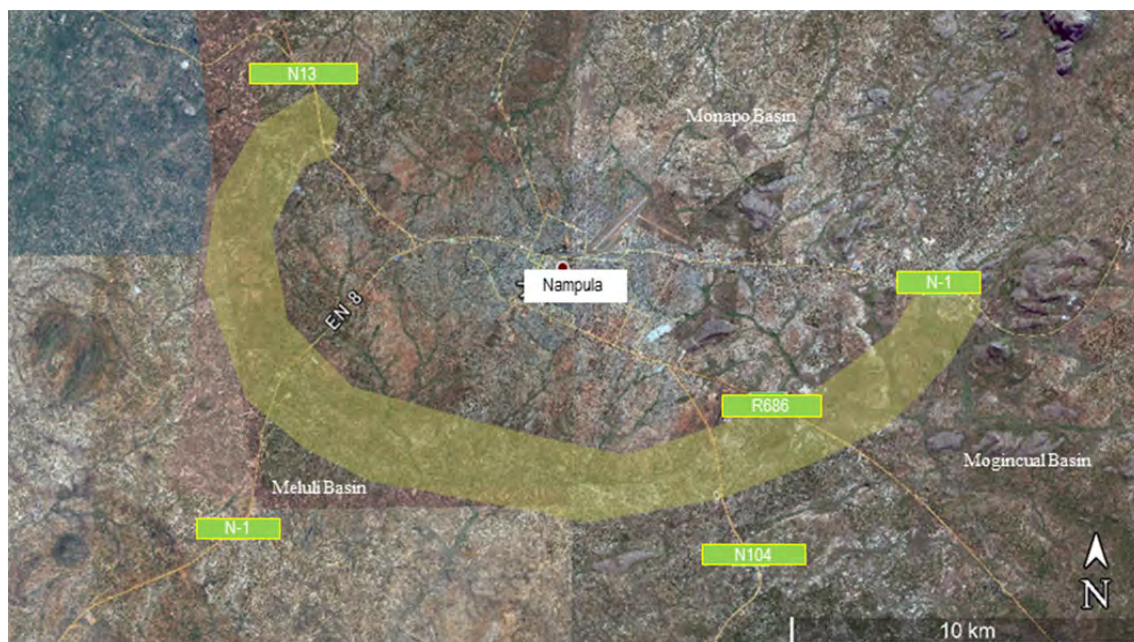 N13
Monapo Basin
Nampula
N-1
EN 8
R686
Mogincual Basin
Meluli Basin
N-1
N104
N
10 km